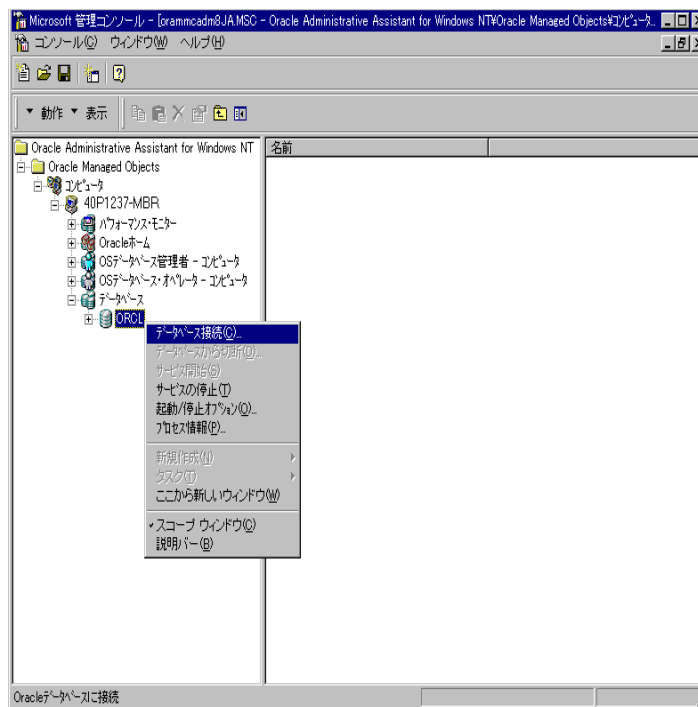 Microsoft 管理コンソール - [orammcadm8JA.MSC - Oracle Administrative Assistant for Windows NT¥Oracle Managed Objects¥ｺﾝﾋﾟｭｰﾀ...
コンソール(C) ウィンドウ(W) ヘルプ(H)
動作 表示
Oracle Administrative Assistant for Windows NT
名前
Oracle Managed Objects
ｺﾝﾋﾟｭｰﾀ
40P1237-MBR
ﾊﾟﾌｫｰﾏﾝｽ･ﾓﾆﾀｰ
Oracleﾎｰﾑ
OSﾃﾞｰﾀﾍﾞｰｽ管理者 - ｺﾝﾋﾟｭｰﾀ
OSﾃﾞｰﾀﾍﾞｰｽ･ｵﾍﾟﾚｰﾀ - ｺﾝﾋﾟｭｰﾀ
ﾃﾞｰﾀﾍﾞｰｽ
ORCL
ﾃﾞｰﾀﾍﾞｰｽ接続(C)...
ﾃﾞｰﾀﾍﾞｰｽから切断(D)...
ｻｰﾋﾞｽ開始(S)
ｻｰﾋﾞｽの停止(T)
起動/停止ｵﾌﾟｼｮﾝ(O)...
ﾌﾟﾛｾｽ情報(P)...
新規作成(N)
タスク(T)
ここから新しいウィンドウ(W)
スコープ ウィンドウ(C)
説明バー(B)
Oracleﾃﾞｰﾀﾍﾞｰｽに接続